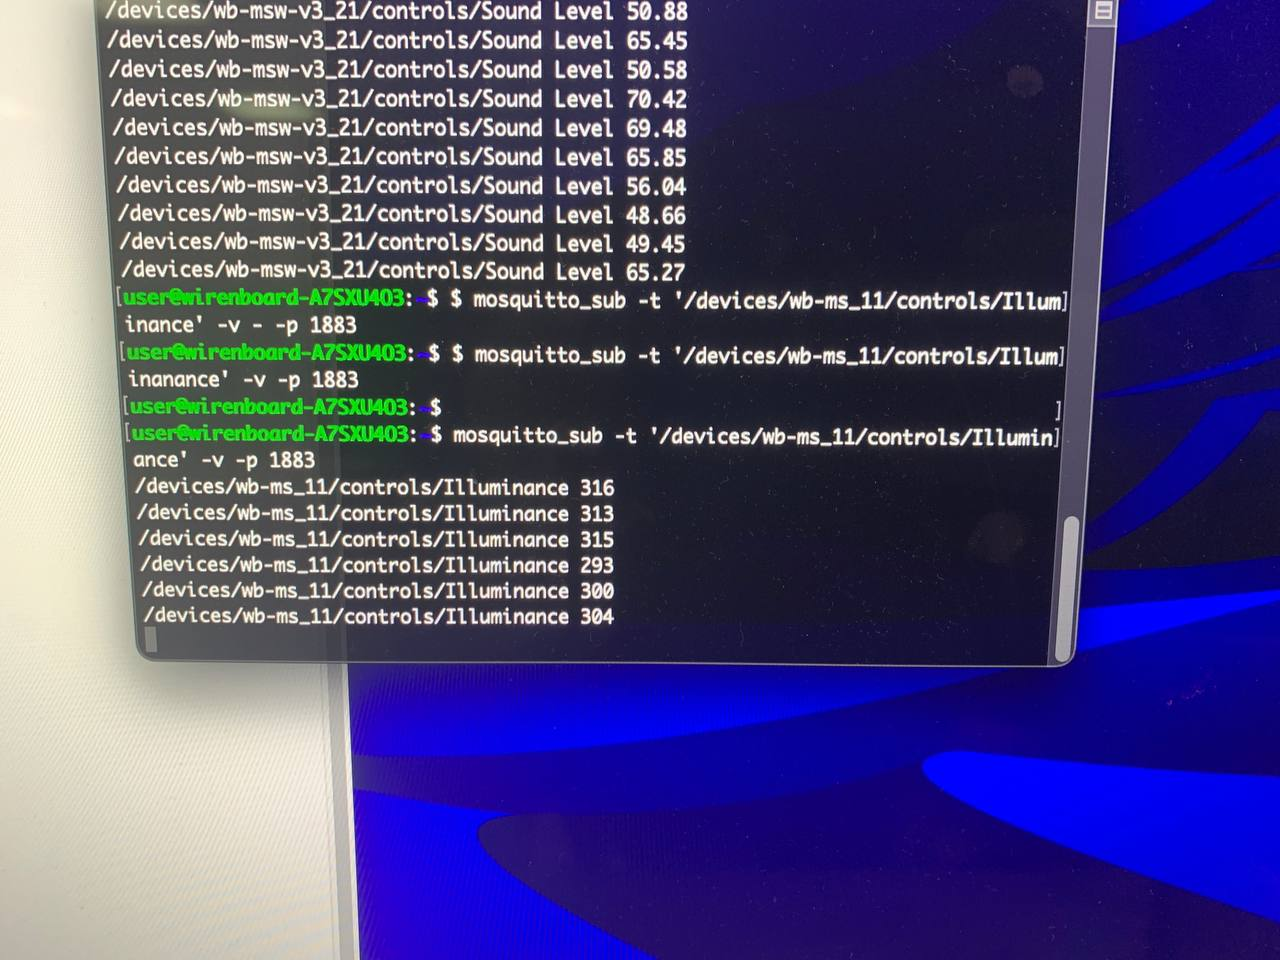 /devices/wb-msw-v3_21/controls/Sound Level 50.88
/devices/wb-msw-v3_21/controls/Sound Level 65.45
/devices/wb-msw-v3_21/controls/Sound Level 50.58
/devices/wb-msw-v3_21/controls/Sound Level 70.42
/devices/wb-msw-v3_21/controls/Sound Level 69.48
/devices/wb-msw-v3_21/controls/Sound Level 65.85
/devices/wb-msw-v3_21/controls/Sound Level 56.04
/devices/wb-msw-v3_21/controls/Sound Level 48.66
/devices/wb-msw-v3_21/controls/Sound Level 49.45
/devices/wb-msw-v3_21/controls/Sound Level 65.27
[user@wirenboard-A7SXU403:~$ $ mosquitto_sub -t '/devices/wb-ms_11/controls/Illum]
inance' -v - -p 1883
[user@wirenboard-A7SXU403:~$ $ mosquitto_sub -t '/devices/wb-ms_11/controls/Illum]
inanance' -v -p 1883
[user@wirenboard-A7SXU403:~$ ]
[user@wirenboard-A7SXU403:~$ mosquitto_sub -t '/devices/wb-ms_11/controls/Illumin]
ance' -v -p 1883
/devices/wb-ms_11/controls/Illuminance 316
/devices/wb-ms_11/controls/Illuminance 313
/devices/wb-ms_11/controls/Illuminance 315
/devices/wb-ms_11/controls/Illuminance 293
/devices/wb-ms_11/controls/Illuminance 300
/devices/wb-ms_11/controls/Illuminance 304